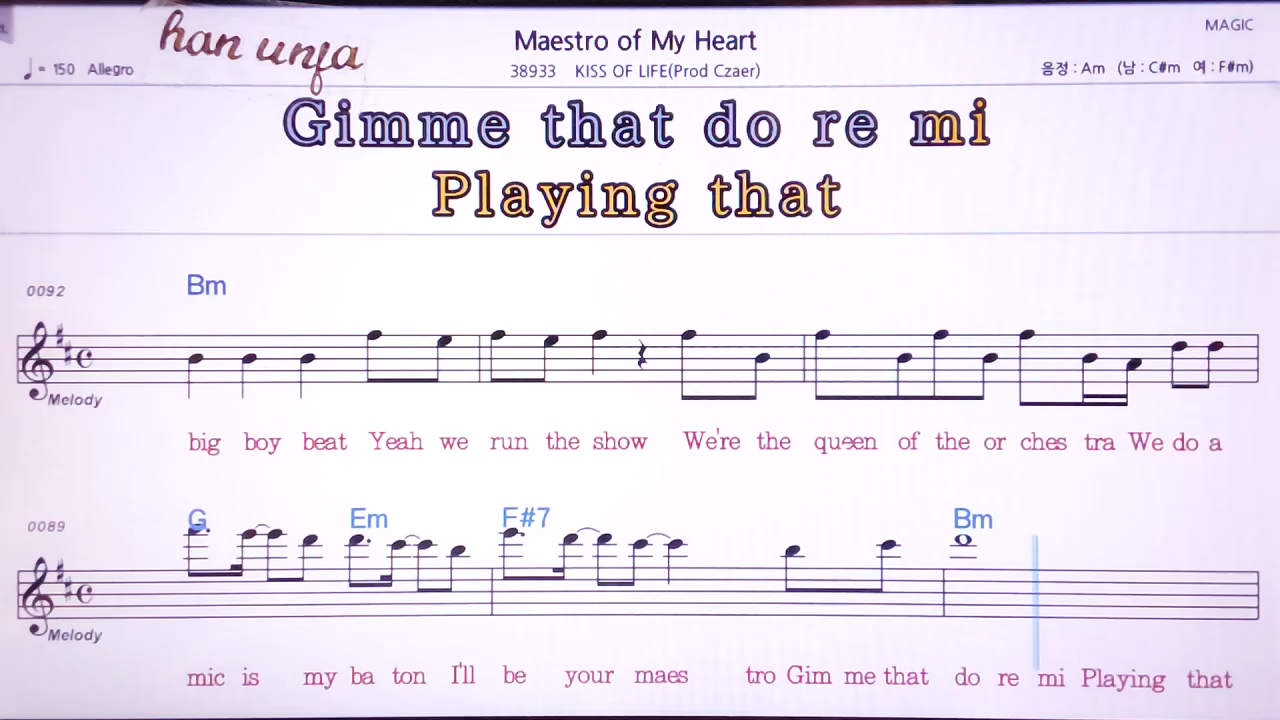 han unfa
Maestro of My Heart
MAGIC
= 150 Allegro
38933 KISS OF LIFE(Prod Czaer)
음정 : Am (남 : C#m 여 : F#m)
Gimme that do re mi
Playing that
0092
Bm
Melody
big boy beat Yeah we run the show We're the queen of the or ches tra We do a
0089
G Em F#7 Bm
Melody
mic is my ba ton I'll be your maes tro Gim me that do re mi Playing that